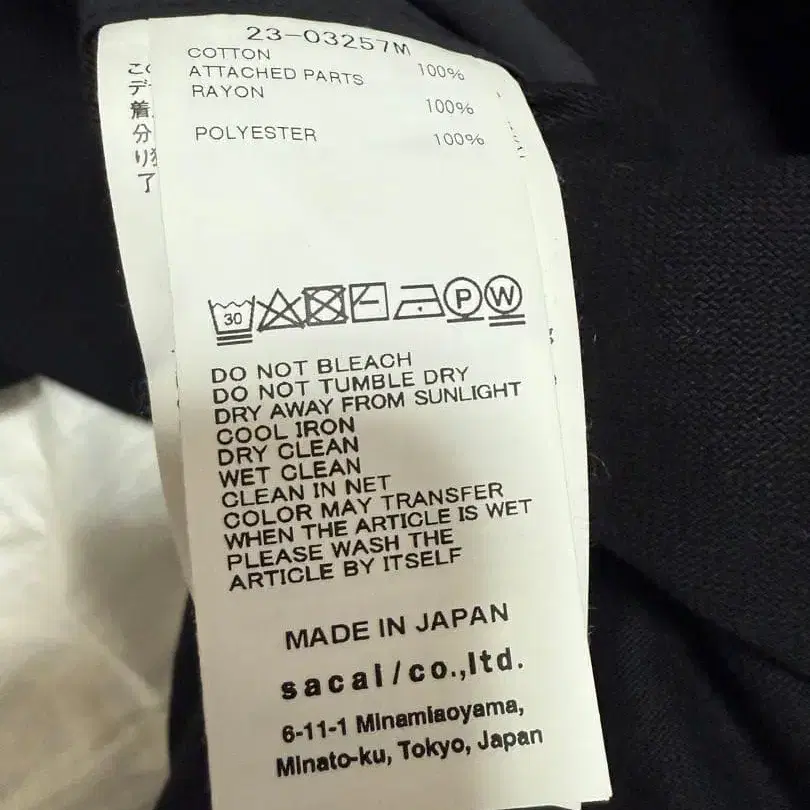 23-03257M
COTTON 100%
ATTACHED PARTS
RAYON 100%
POLYESTER 100%
30
P
W
DO NOT BLEACH
DO NOT TUMBLE DRY
DRY AWAY FROM SUNLIGHT
COOL IRON
DRY CLEAN
WET CLEAN
CLEAN IN NET
COLOR MAY TRANSFER
WHEN THE ARTICLE IS WET
PLEASE WASH THE
ARTICLE BY ITSELF
MADE IN JAPAN
sacai/co.,ltd.
6-11-1 Minamiaoyama,
Minato-ku, Tokyo, Japan